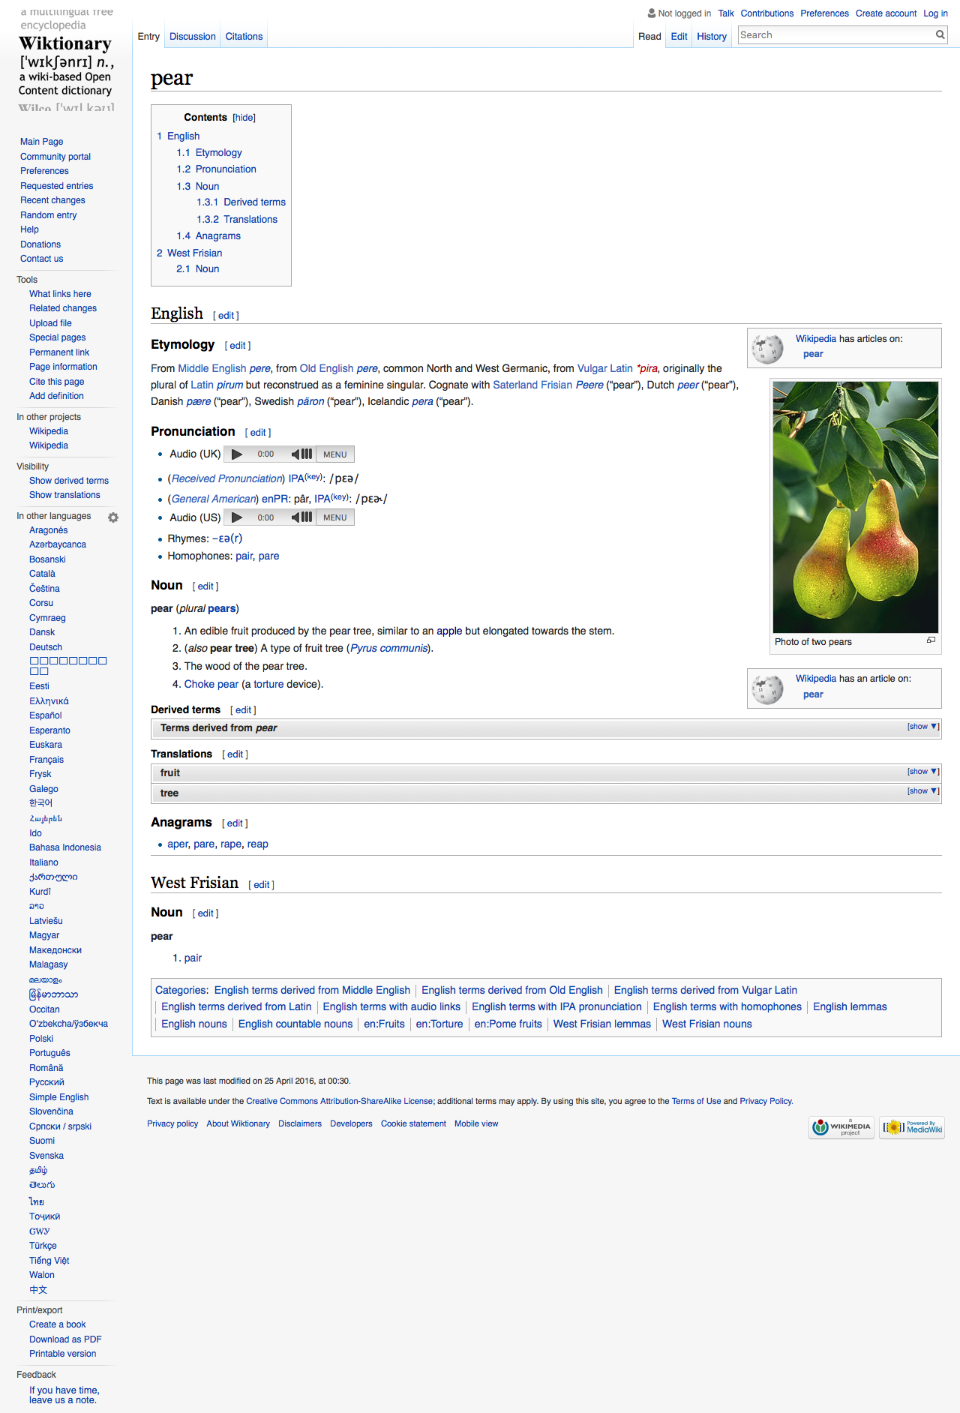 a multilingual free
encyclopedia
Wiktionary
['wɪkʃənrɪ] n.,
a wiki-based Open
Content dictionary
Wilco ['wɪl kəʊ]
Not logged in Talk Contributions Preferences Create account Log in
Entry Discussion Citations Read Edit History Search
Main Page
Community portal
Preferences
Requested entries
Recent changes
Random entry
Help
Donations
Contact us
Tools
What links here
Related changes
Upload file
Special pages
Permanent link
Page information
Cite this page
Add definition
In other projects
Wikipedia
Wikipedia
Visibility
Show derived terms
Show translations
In other languages
Aragonés
Azərbaycanca
Bosanski
Català
Čeština
Corsu
Cymraeg
Dansk
Deutsch
Eesti
Ελληνικά
Español
Esperanto
Euskara
Français
Frysk
Galego
한국어
Հայերեն
Ido
Bahasa Indonesia
Italiano
ქართული
Kurdî
ລາວ
Latviešu
Magyar
Македонски
Malagasy
മലയാളം
မြန်မာဘာသာ
Occitan
Oʻzbekcha/ўзбекча
Polski
Português
Română
Русский
Simple English
Slovenčina
Српски / srpski
Suomi
Svenska
தமிழ்
తెలుగు
ไทย
Тоҷикӣ
ᏣᎳᎩ
Türkçe
Tiếng Việt
Walon
中文
Print/export
Create a book
Download as PDF
Printable version
Feedback
If you have time,
leave us a note.
pear
Contents [hide]
1 English
1.1 Etymology
1.2 Pronunciation
1.3 Noun
1.3.1 Derived terms
1.3.2 Translations
1.4 Anagrams
2 West Frisian
2.1 Noun
English [ edit ]
Wikipedia has articles on:
pear
Etymology [ edit ]
From Middle English pere, from Old English pere, common North and West Germanic, from Vulgar Latin *pira, originally the
plural of Latin pirum but reconstrued as a feminine singular. Cognate with Saterland Frisian Peere (“pear”), Dutch peer (“pear”),
Danish pære (“pear”), Swedish päron (“pear”), Icelandic pera (“pear”).
Pronunciation [ edit ]
• Audio (UK) 0:00 MENU
• (Received Pronunciation) IPA(key): /pɛə/
• (General American) enPR: pâr, IPA(key): /pɛɚ/
• Audio (US) 0:00 MENU
• Rhymes: -ɛə(r)
• Homophones: pair, pare
Photo of two pears
Noun [ edit ]
pear (plural pears)
1. An edible fruit produced by the pear tree, similar to an apple but elongated towards the stem.
2. (also pear tree) A type of fruit tree (Pyrus communis).
3. The wood of the pear tree.
4. Choke pear (a torture device).
Wikipedia has an article on:
pear
Derived terms [ edit ]
Terms derived from pear [show ▼]
Translations [ edit ]
fruit [show ▼]
tree [show ▼]
Anagrams [ edit ]
• aper, pare, rape, reap
West Frisian [ edit ]
Noun [ edit ]
pear
1. pair
Categories: English terms derived from Middle English | English terms derived from Old English | English terms derived from Vulgar Latin
| English terms derived from Latin | English terms with audio links | English terms with IPA pronunciation | English terms with homophones | English lemmas
| English nouns | English countable nouns | en:Fruits | en:Torture | en:Pome fruits | West Frisian lemmas | West Frisian nouns
This page was last modified on 25 April 2016, at 00:30.
Text is available under the Creative Commons Attribution-ShareAlike License; additional terms may apply. By using this site, you agree to the Terms of Use and Privacy Policy.
Privacy policy About Wiktionary Disclaimers Developers Cookie statement Mobile view
A WIKIMEDIA project
Powered By MediaWiki